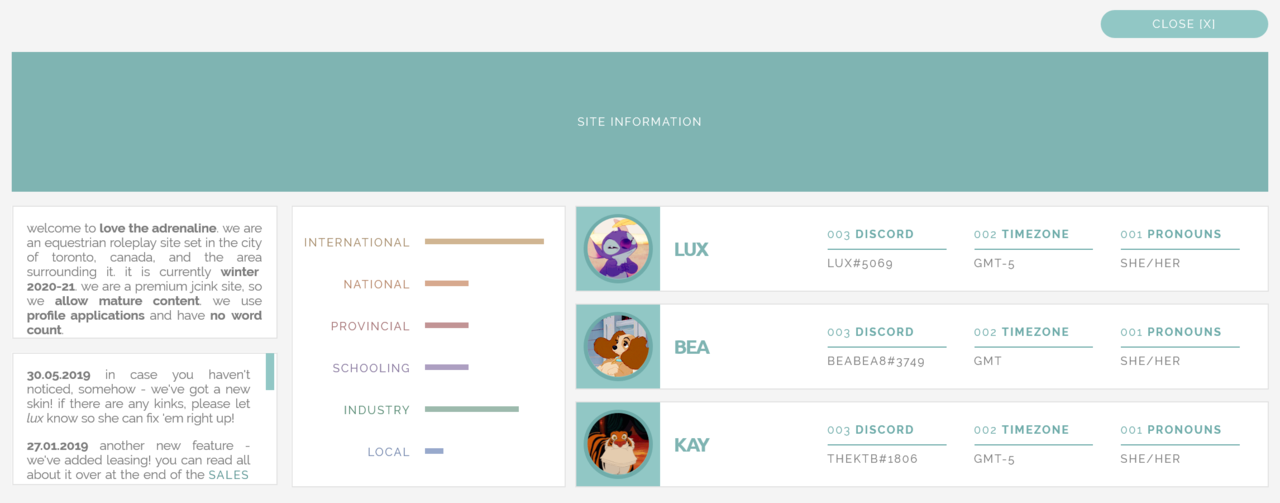 CLOSE [X]
SITE INFORMATION
welcome to love the adrenaline. we are
an equestrian roleplay site set in the city
of toronto, canada, and the area
surrounding it. it is currently winter
2020-21. we are a premium jcink site, so
we allow mature content. we use
profile applications and have no word
count.
30.05.2019 in case you haven't
noticed, somehow - we've got a new
skin! if there are any kinks, please let
lux know so she can fix 'em right up!
27.01.2019 another new feature -
we've added leasing! you can read all
about it over at the end of the SALES
INTERNATIONAL
NATIONAL
PROVINCIAL
SCHOOLING
INDUSTRY
LOCAL
LUX
003 DISCORD
LUX#5069
002 TIMEZONE
GMT-5
001 PRONOUNS
SHE/HER
BEA
003 DISCORD
BEABEA8#3749
002 TIMEZONE
GMT
001 PRONOUNS
SHE/HER
KAY
003 DISCORD
THEKTB#1806
002 TIMEZONE
GMT-5
001 PRONOUNS
SHE/HER